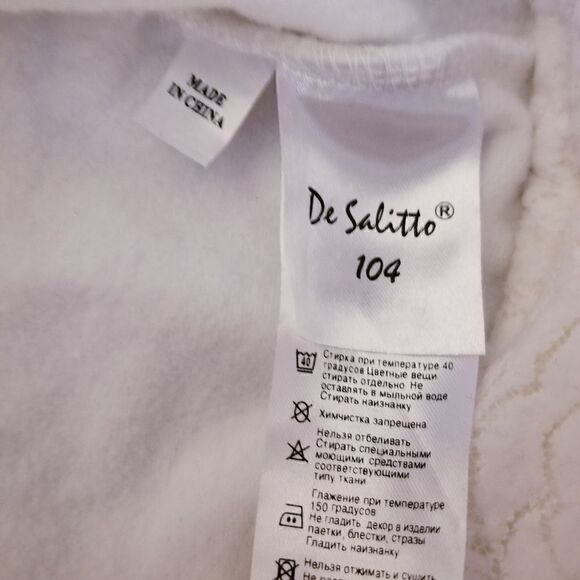 MADE
IN CHINA
De Salitto®
104
40
Стирка при температуре 40
градусов Цветные вещи
стирать отдельно. Не
оставлять в мыльной воде
Стирать наизнанку
Химчистка запрещена
Нельзя отбеливать
Стирать специальными
моющими средствами
соответствующими
типу ткани
Глажение при температуре
150 градусов
Не гладить декор в изделии
паетки, блестки, стразы
Гладить наизнанку
Нельзя отжимать и сушить